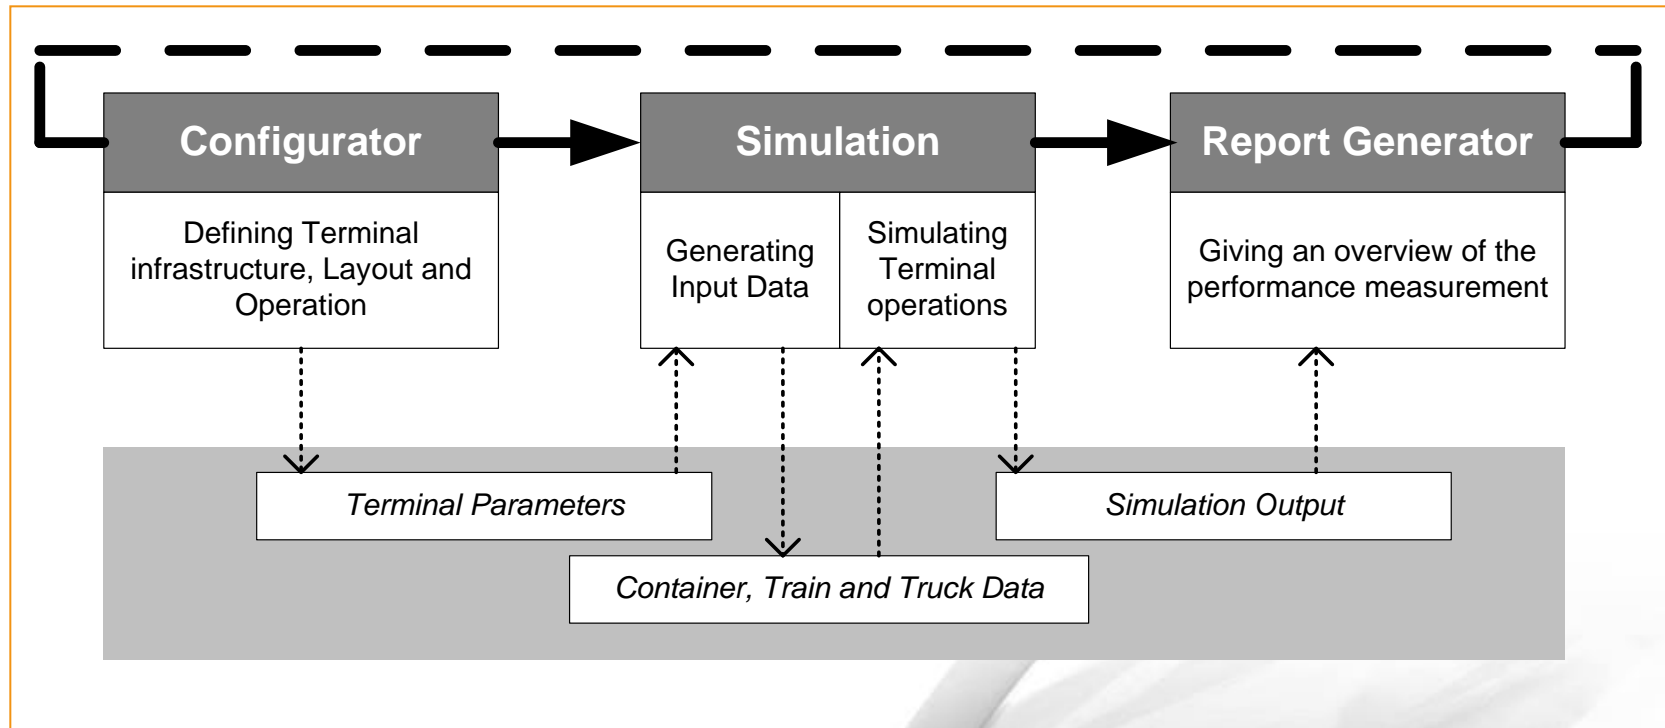 Configurator
Simulation
Report Generator
Defining Terminal
infrastructure, Layout and
Operation
Generating
Input Data
Simulating
Terminal
operations
Giving an overview of the
performance measurement
Terminal Parameters
Simulation Output
Container, Train and Truck Data